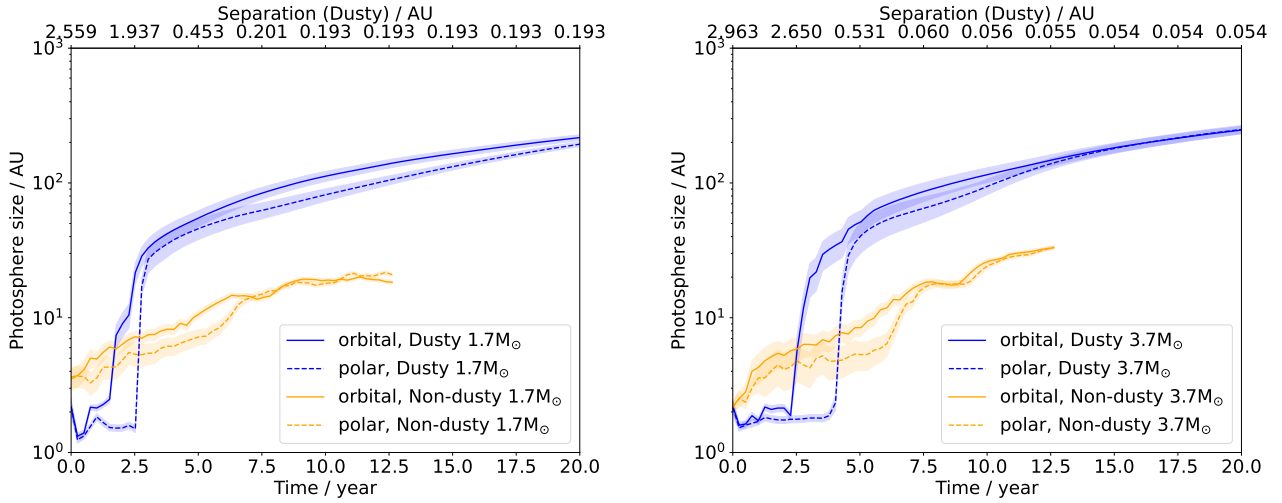 Separation (Dusty) / AU
2.559 1.937 0.453 0.201 0.193 0.193 0.193 0.193 0.193
10³
10²
10¹
10⁰
Photosphere size / AU
orbital, Dusty 1.7M⊙
polar, Dusty 1.7M⊙
orbital, Non-dusty 1.7M⊙
polar, Non-dusty 1.7M⊙
0.0 2.5 5.0 7.5 10.0 12.5 15.0 17.5 20.0
Time / year
Separation (Dusty) / AU
2.963 2.650 0.531 0.060 0.056 0.055 0.054 0.054 0.054
10³
10²
10¹
10⁰
Photosphere size / AU
orbital, Dusty 3.7M⊙
polar, Dusty 3.7M⊙
orbital, Non-dusty 3.7M⊙
polar, Non-dusty 3.7M⊙
0.0 2.5 5.0 7.5 10.0 12.5 15.0 17.5 20.0
Time / year